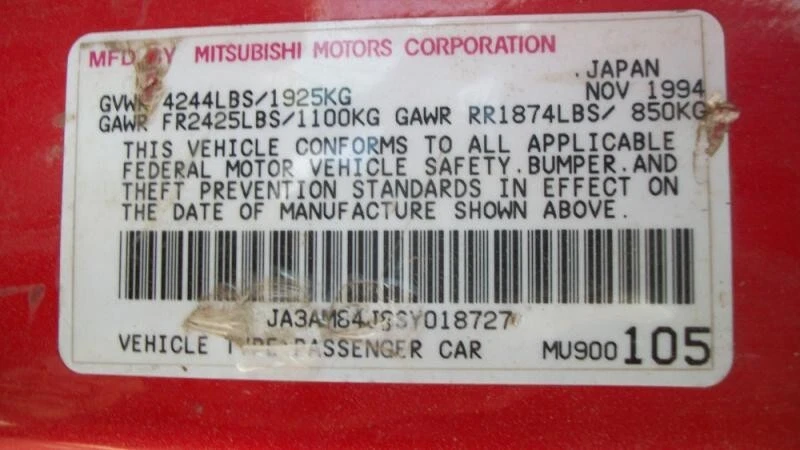 MFD BY MITSUBISHI MOTORS CORPORATION
.JAPAN
GVWR 4244LBS/1925KG NOV 1994
GAWR FR2425LBS/1100KG GAWR RR1874LBS/ 850KG
THIS VEHICLE CONFORMS TO ALL APPLICABLE
FEDERAL MOTOR VEHICLE SAFETY.BUMPER.AND
THEFT PREVENTION STANDARDS IN EFFECT ON
THE DATE OF MANUFACTURE SHOWN ABOVE.
JA3AM84J8SY018727
VEHICLE TYPE:PASSENGER CAR MU900 105